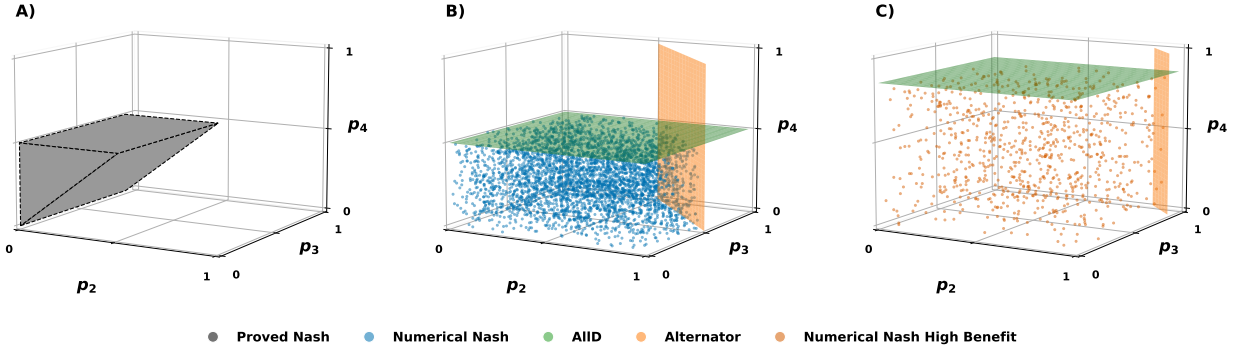 A) B) C)
1 1 1
p4 p4 p4
0 0 0
0 1 0 1 0 1
p3 p3 p3
1 0 1 0 1 0
p2 p2 p2
Proved Nash Numerical Nash AllD Alternator Numerical Nash High Benefit